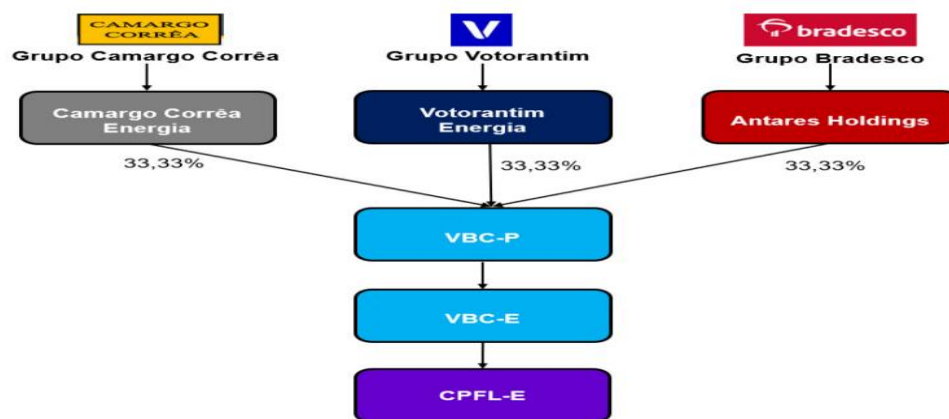 CAMARGO
CORRÊA
Grupo Camargo Corrêa
V
Grupo Votorantim
bradesco
Grupo Bradesco
Camargo Corrêa
Energia
Votorantim
Energia
Antares Holdings
33,33%
33,33%
33,33%
VBC-P
VBC-E
CPFL-E